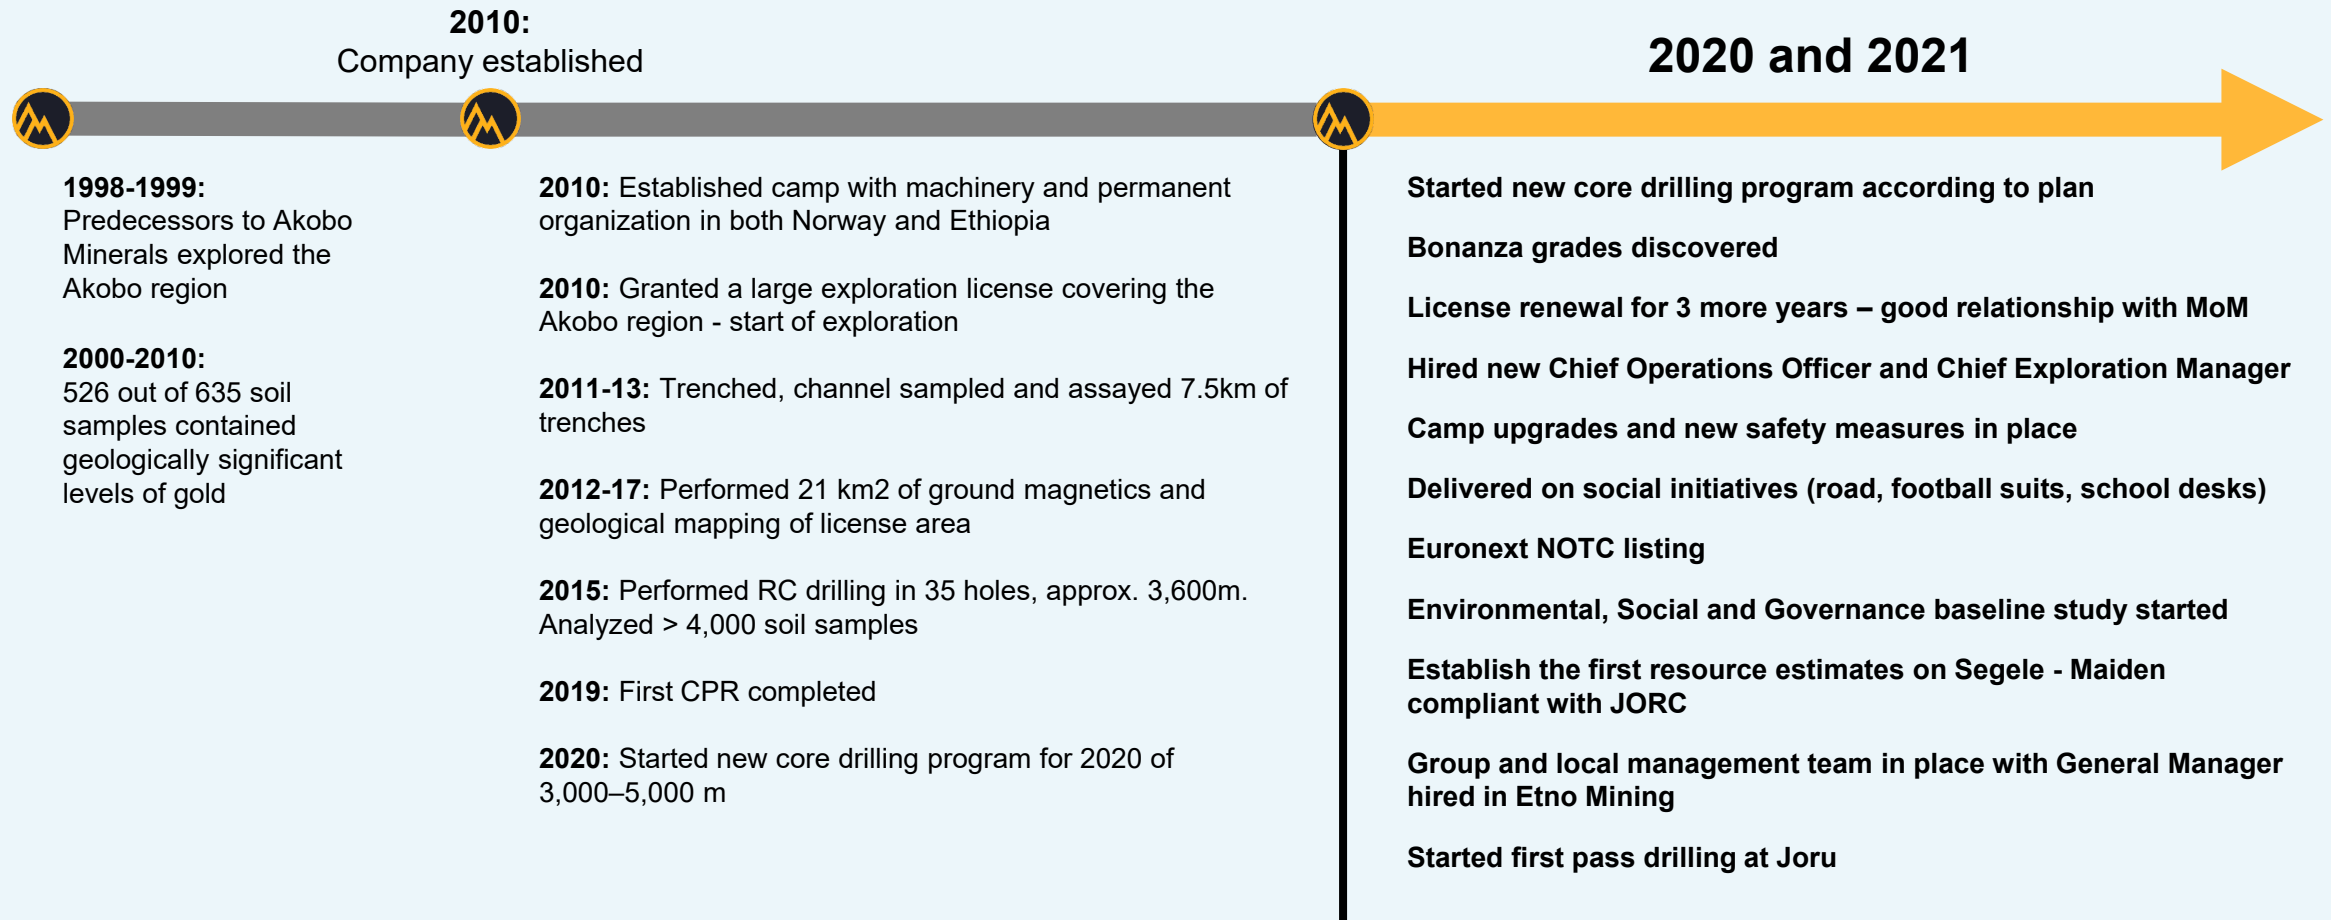 2010:
Company established
2020 and 2021
1998-1999:
Predecessors to Akobo
Minerals explored the
Akobo region
2000-2010:
526 out of 635 soil
samples contained
geologically significant
levels of gold
2010: Established camp with machinery and permanent
organization in both Norway and Ethiopia
2010: Granted a large exploration license covering the
Akobo region - start of exploration
2011-13: Trenched, channel sampled and assayed 7.5km of
trenches
2012-17: Performed 21 km2 of ground magnetics and
geological mapping of license area
2015: Performed RC drilling in 35 holes, approx. 3,600m.
Analyzed > 4,000 soil samples
2019: First CPR completed
2020: Started new core drilling program for 2020 of
3,000–5,000 m
Started new core drilling program according to plan
Bonanza grades discovered
License renewal for 3 more years – good relationship with MoM
Hired new Chief Operations Officer and Chief Exploration Manager
Camp upgrades and new safety measures in place
Delivered on social initiatives (road, football suits, school desks)
Euronext NOTC listing
Environmental, Social and Governance baseline study started
Establish the first resource estimates on Segele - Maiden
compliant with JORC
Group and local management team in place with General Manager
hired in Etno Mining
Started first pass drilling at Joru